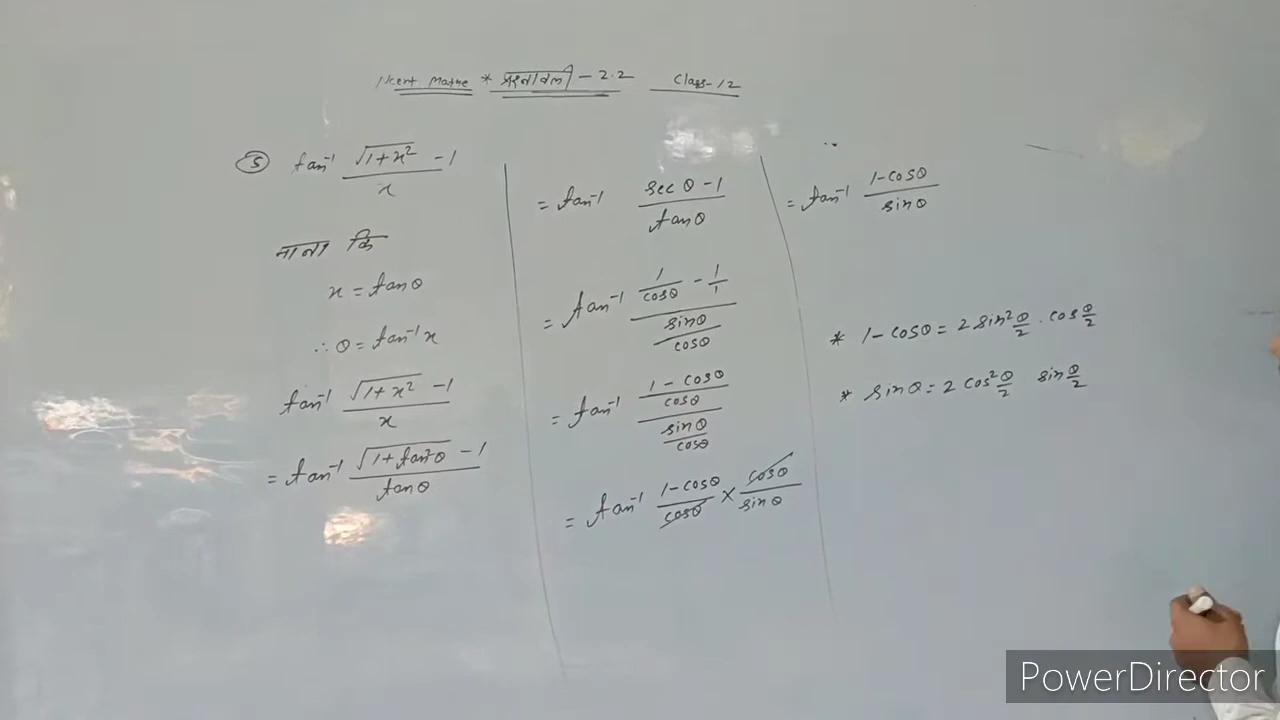 Ncert Maths * प्रश्नावली - 2.2 Class-12
⑤ tan⁻¹ (√(1+x²) - 1)/x
माना कि
x = tanθ
∴ θ = tan⁻¹x
tan⁻¹ (√(1+x²) - 1)/x
= tan⁻¹ (√(1+tan²θ) - 1)/tanθ
= tan⁻¹ (sec θ - 1)/tanθ
= tan⁻¹ (1/cosθ - 1/1)/(sinθ/cosθ)
= tan⁻¹ ((1 - cosθ)/cosθ)/(sinθ/cosθ)
= tan⁻¹ (1-cosθ)/cosθ × cosθ/sinθ
= tan⁻¹ (1-cosθ)/sinθ
* 1-cosθ = 2 sin² θ/2 . cos θ/2
* sinθ = 2 cos² θ/2 sin θ/2
PowerDirector